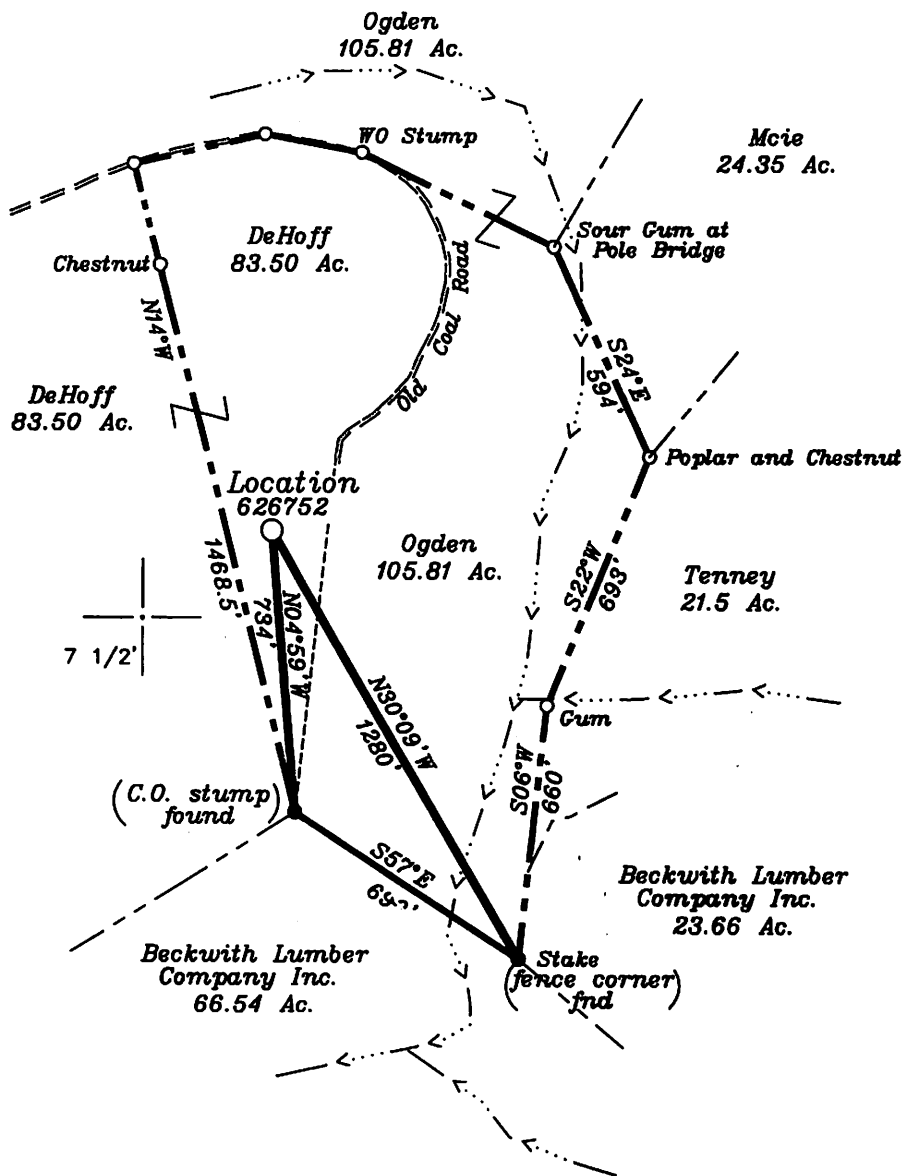 Ogden
105.81 Ac.
WO Stump
Mcie
24.35 Ac.
DeHoff
83.50 Ac.
Sour Gum at
Pole Bridge
Chestnut
Old Coal Road
N14°W
1468.5'
S24°E
594'
DeHoff
83.50 Ac.
Poplar and Chestnut
Location
626752
Ogden
105.81 Ac.
S22°W
693'
Tenney
21.5 Ac.
N04°59'W
734'
7 1/2'
N30°09'W
1280'
Gum
S06°W
660'
(C.O. stump
found)
S57°E
Beckwith Lumber
Company Inc.
23.66 Ac.
Beckwith Lumber
Company Inc.
66.54 Ac.
Stake
(fence corner)
fnd